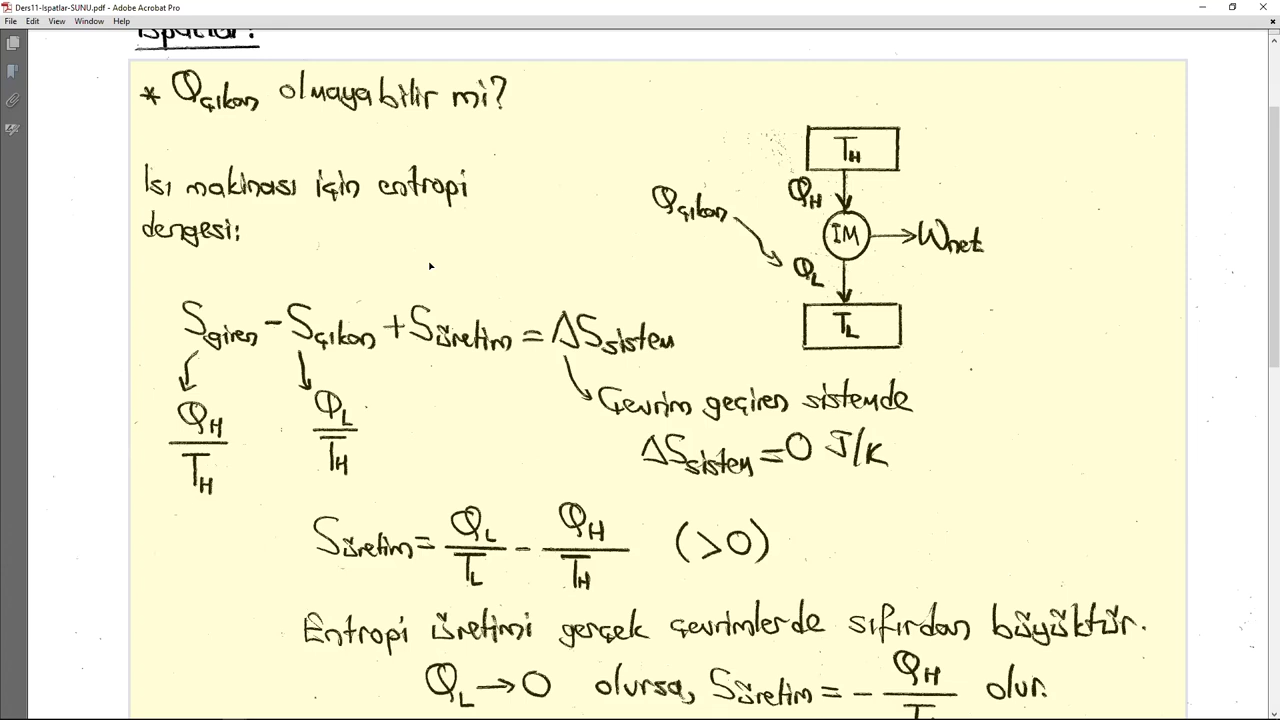 Ders11-Ispatlar-SUNU.pdf - Adobe Acrobat Pro
File Edit View Window Help
İspatlar:
* Qçıkan olmayabilir mi?
Isı makinası için entropi
dengesi:
TH
QH
Qçıkan
IM
Wnet
QL
TL
Sgiren - Sçıkan + Süretim = ΔSsistem
QH
TH
QL
TH
Çevrim geçiren sistemde
ΔSsistem = 0 J/K
Süretim = QL/TL - QH/TH (>0)
Entropi üretimi gerçek çevrimlerde sıfırdan büyüktür.
QL → 0 olursa, Süretim = - QH/T olur.